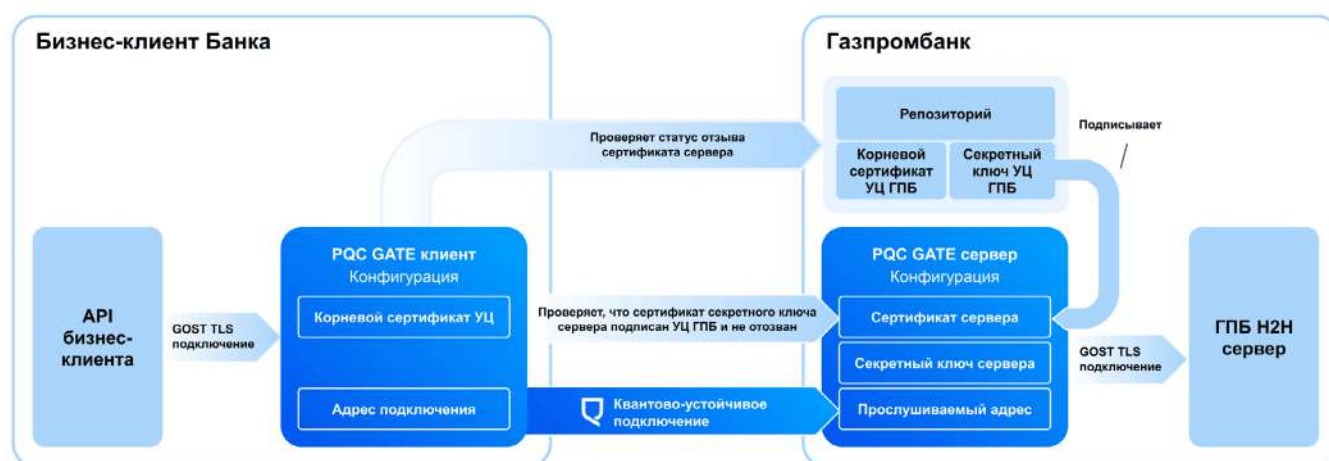 Бизнес-клиент Банка
Газпромбанк
Репозиторий
Подписывает
Проверяет статус отзыва
сертификата сервера
Корневой
сертификат
УЦ ГПБ
Секретный
ключ УЦ
ГПБ
PQC GATE клиент
Конфигурация
PQC GATE сервер
Конфигурация
API
бизнес-
клиента
GOST TLS
подключение
Корневой сертификат УЦ
Проверяет, что сертификат секретного ключа
сервера подписан УЦ ГПБ и не отозван
Сертификат сервера
ГПБ H2H
сервер
Секретный ключ сервера
GOST TLS
подключение
Адрес подключения
Квантово-устойчивое
подключение
Прослушиваемый адрес